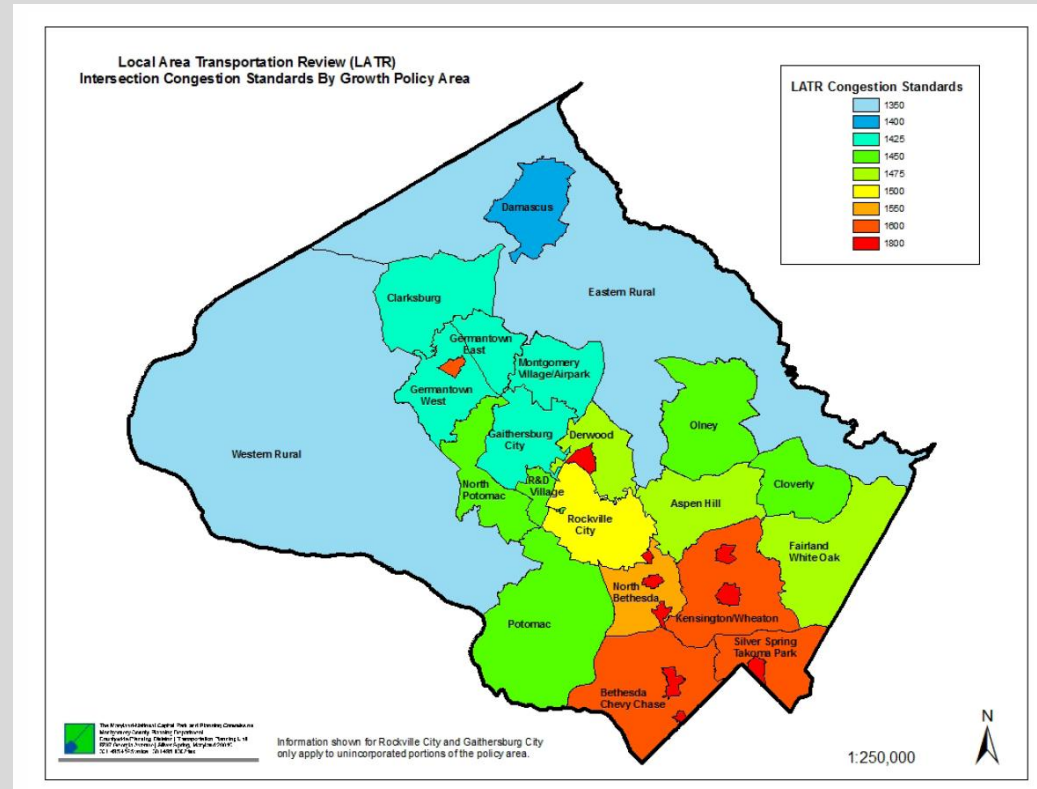 Local Area Transportation Review (LATR)
Intersection Congestion Standards By Growth Policy Area
LATR Congestion Standards
1350
1400
1425
1450
1475
1500
1550
1600
1800
Damascus
Eastern Rural
Clarksburg
Germantown
East
Montgomery
Village/Airpark
Germantown
West
Gaithersburg
City
Derwood
Olney
Western Rural
North
Potomac
R&D
Village
Cloverly
Aspen Hill
Rockville
City
Fairland
White Oak
North
Bethesda
Kensington/Wheaton
Potomac
Silver Spring
Takoma Park
Bethesda
Chevy Chase
The Maryland-National Capital Park and Planning Commission
Montgomery County Planning Department
Information shown for Rockville City and Gaithersburg City
only apply to unincorporated portions of the policy area.
1:250,000
N